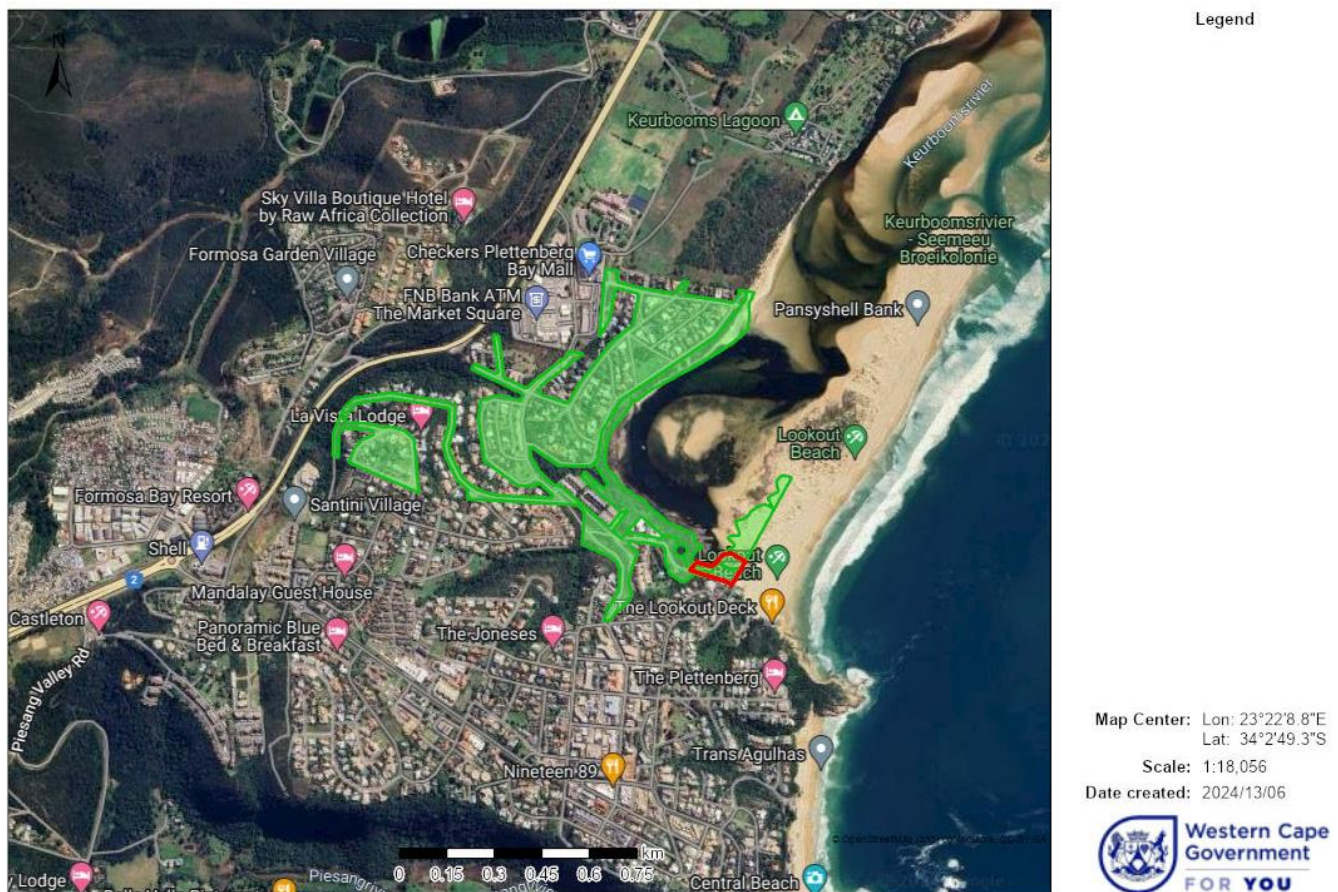 Legend
N
Keurbooms Lagoon
Keurboomsrivier
Sky Villa Boutique Hotel
by Raw Africa Collection
Keurboomsrivier
- Seemeeu
Broeikolonie
Formosa Garden Village
Checkers Plettenberg
Bay Mall
FNB Bank ATM
The Market Square
Pansyshell Bank
La Vista Lodge
Lookout
Beach
Formosa Bay Resort
Santini Village
Shell
Lookout
Beach
2
Mandalay Guest House
The Lookout Deck
Castleton
Panoramic Blue
Bed & Breakfast
The Joneses
The Plettenberg
Piesang Valley Rd
Trans Agulhas
Nineteen 89
km
0 0.15 0.3 0.45 0.6 0.75
Lodge
Central Beach
Map Center: Lon: 23°22'8.8"E
Lat: 34°2'49.3"S
Scale: 1:18,056
Date created: 2024/13/06
Western Cape
Government
FOR YOU